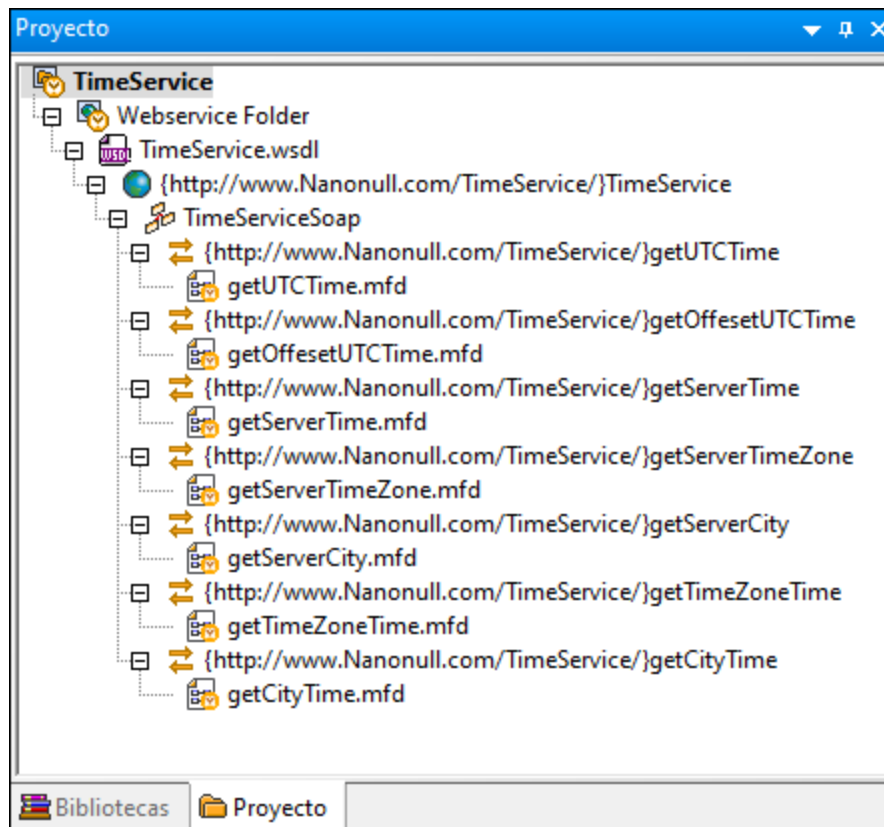 Proyecto
TimeService
Webservice Folder
TimeService.wsdl
{http://www.Nanonull.com/TimeService/}TimeService
TimeServiceSoap
{http://www.Nanonull.com/TimeService/}getUTCTime
getUTCTime.mfd
{http://www.Nanonull.com/TimeService/}getOffesetUTCTime
getOffesetUTCTime.mfd
{http://www.Nanonull.com/TimeService/}getServerTime
getServerTime.mfd
{http://www.Nanonull.com/TimeService/}getServerTimeZone
getServerTimeZone.mfd
{http://www.Nanonull.com/TimeService/}getServerCity
getServerCity.mfd
{http://www.Nanonull.com/TimeService/}getTimeZoneTime
getTimeZoneTime.mfd
{http://www.Nanonull.com/TimeService/}getCityTime
getCityTime.mfd
Bibliotecas Proyecto